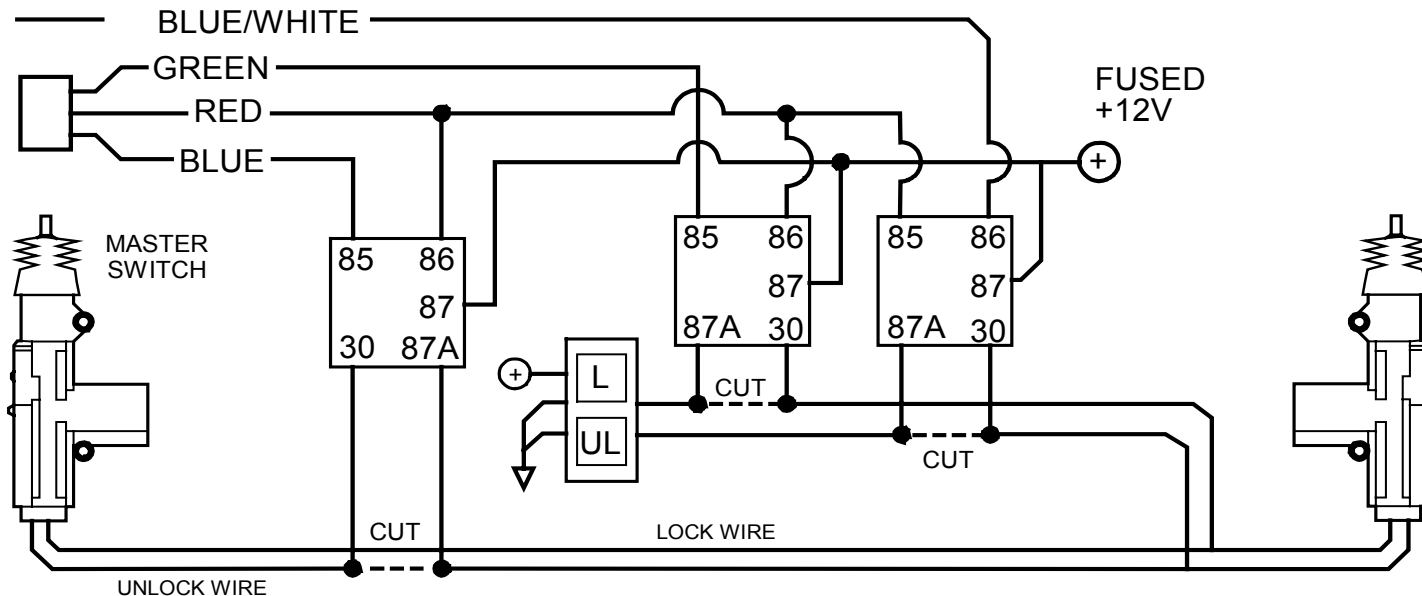 BLUE/WHITE
GREEN
RED
BLUE
FUSED
+12V
+
MASTER
SWITCH
85 86
87
30 87A
85 86
87
87A 30
85 86
87
87A 30
+
L
UL
CUT
CUT
CUT
LOCK WIRE
UNLOCK WIRE